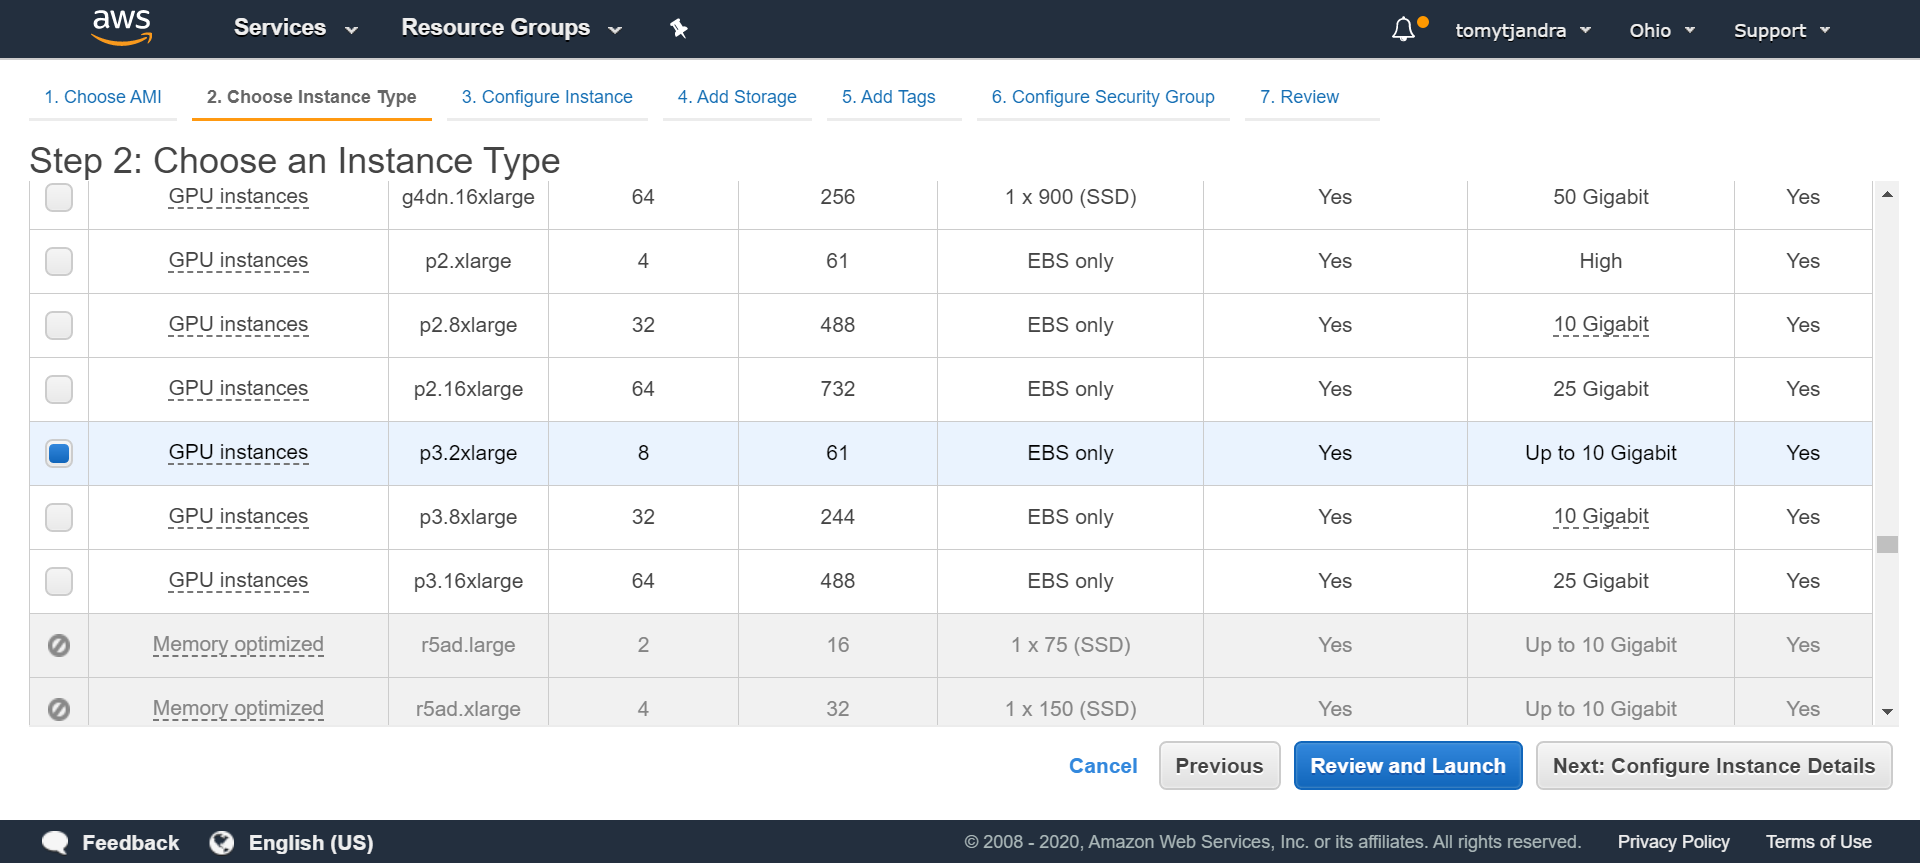 aws Services Resource Groups tomytjandra Ohio Support
1. Choose AMI 2. Choose Instance Type 3. Configure Instance 4. Add Storage 5. Add Tags 6. Configure Security Group 7. Review
Step 2: Choose an Instance Type
GPU instances g4dn.16xlarge 64 256 1 x 900 (SSD) Yes 50 Gigabit Yes
GPU instances p2.xlarge 4 61 EBS only Yes High Yes
GPU instances p2.8xlarge 32 488 EBS only Yes 10 Gigabit Yes
GPU instances p2.16xlarge 64 732 EBS only Yes 25 Gigabit Yes
GPU instances p3.2xlarge 8 61 EBS only Yes Up to 10 Gigabit Yes
GPU instances p3.8xlarge 32 244 EBS only Yes 10 Gigabit Yes
GPU instances p3.16xlarge 64 488 EBS only Yes 25 Gigabit Yes
Memory optimized r5ad.large 2 16 1 x 75 (SSD) Yes Up to 10 Gigabit Yes
Memory optimized r5ad.xlarge 4 32 1 x 150 (SSD) Yes Up to 10 Gigabit Yes
Cancel Previous Review and Launch Next: Configure Instance Details
Feedback English (US) © 2008 - 2020, Amazon Web Services, Inc. or its affiliates. All rights reserved. Privacy Policy Terms of Use